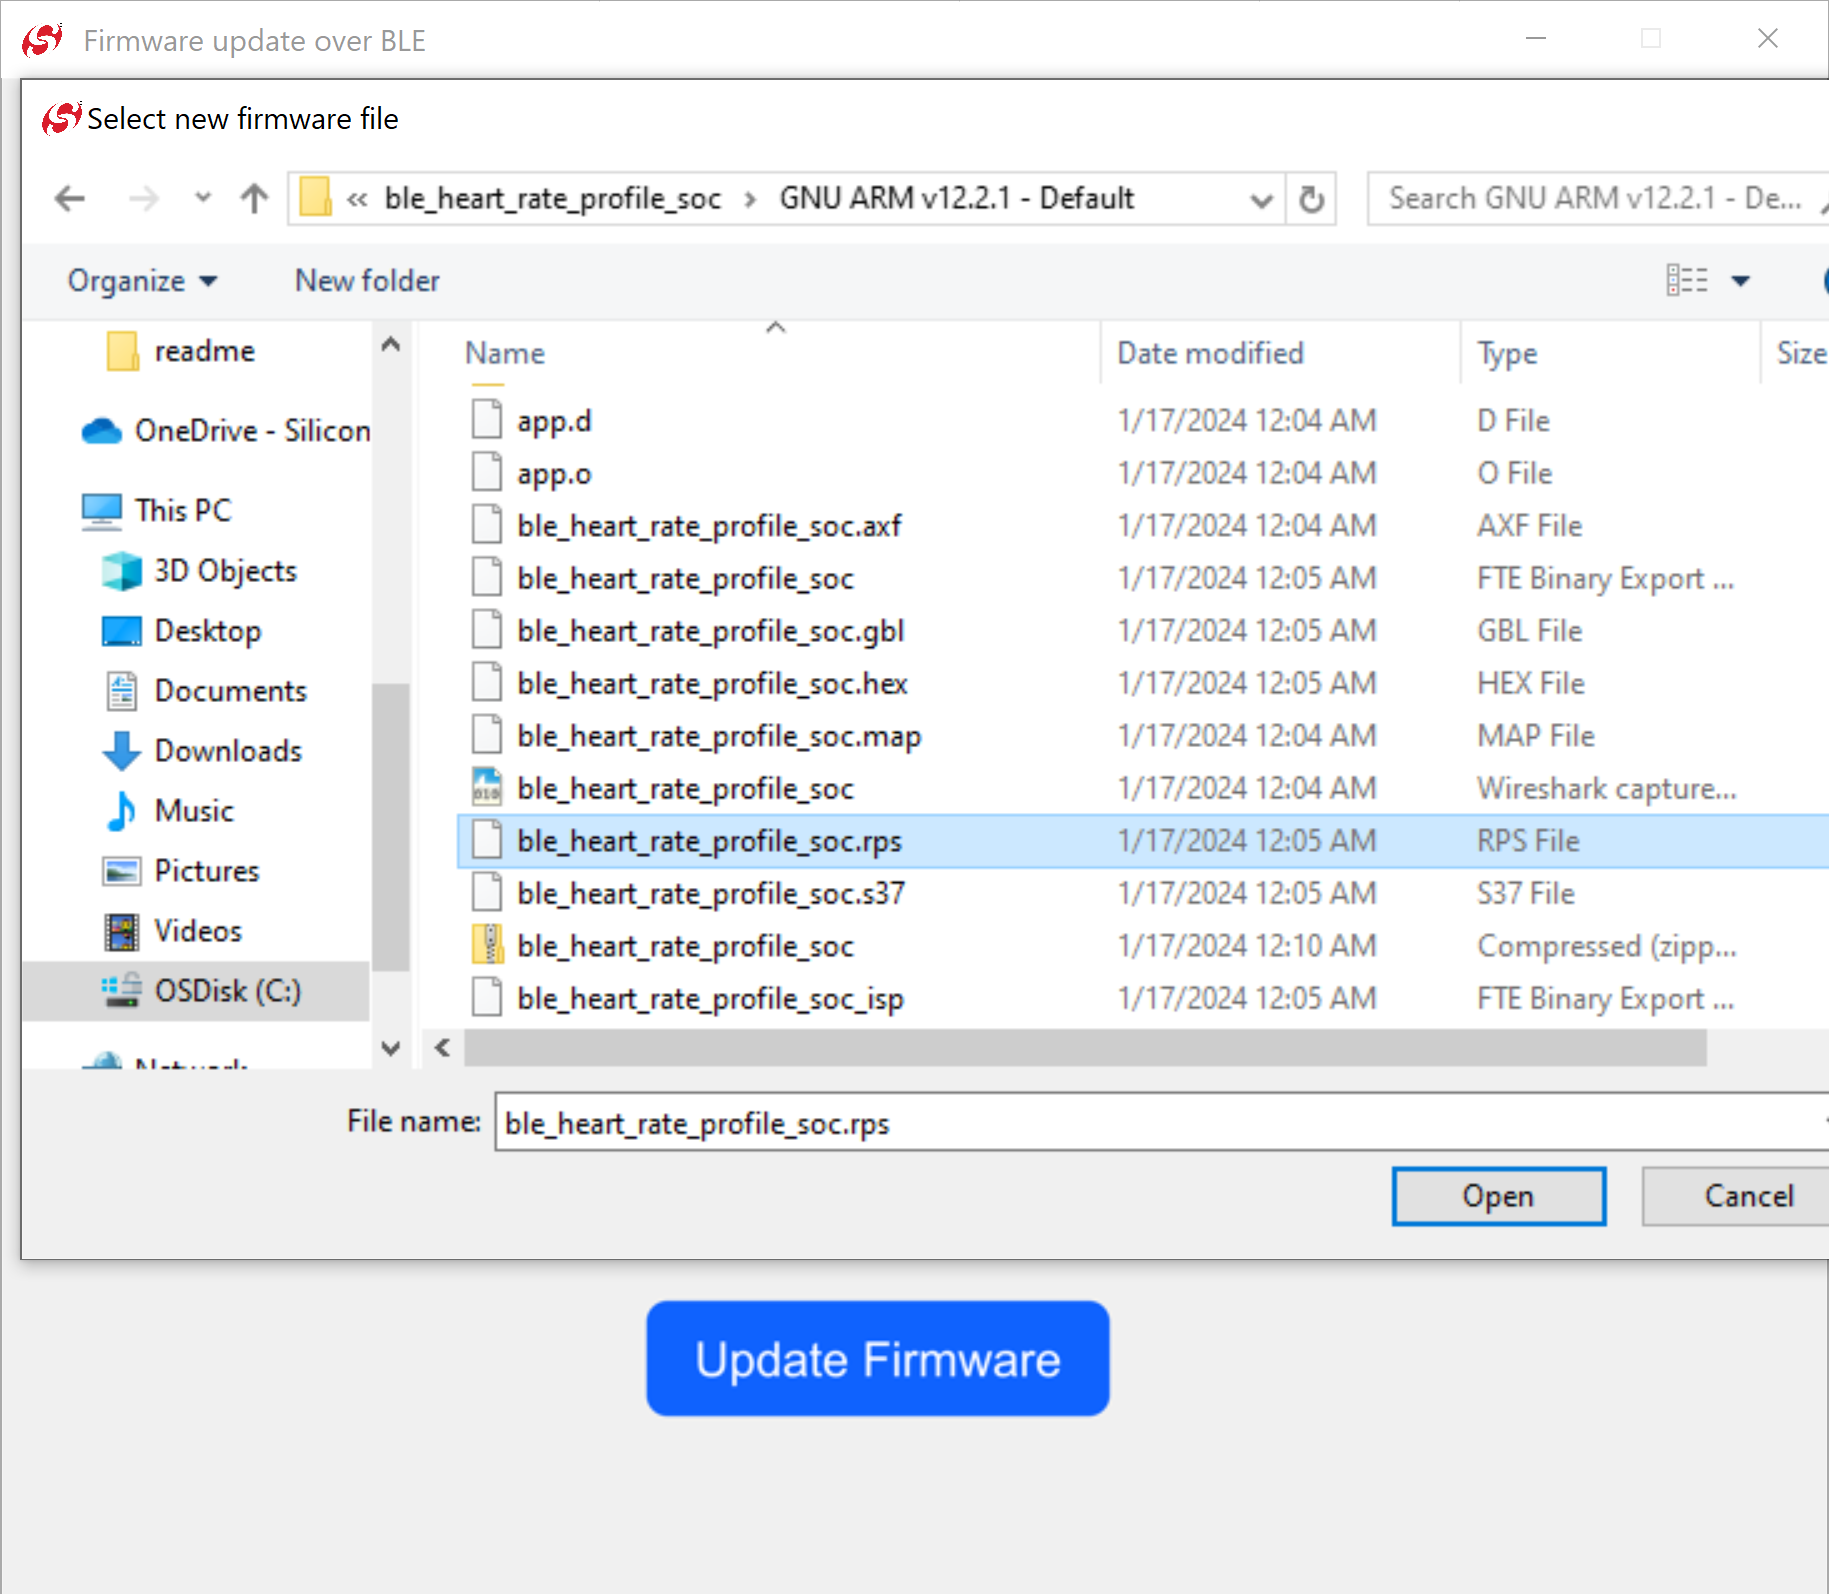 Firmware update over BLE
Select new firmware file
« ble_heart_rate_profile_soc › GNU ARM v12.2.1 - Default
Search GNU ARM v12.2.1 - De...
Organize
New folder
readme
OneDrive - Silicon
This PC
3D Objects
Desktop
Documents
Downloads
Music
Pictures
Videos
OSDisk (C:)
Network
Name Date modified Type Size
app.d 1/17/2024 12:04 AM D File
app.o 1/17/2024 12:04 AM O File
ble_heart_rate_profile_soc.axf 1/17/2024 12:04 AM AXF File
ble_heart_rate_profile_soc 1/17/2024 12:05 AM FTE Binary Export ...
ble_heart_rate_profile_soc.gbl 1/17/2024 12:05 AM GBL File
ble_heart_rate_profile_soc.hex 1/17/2024 12:05 AM HEX File
ble_heart_rate_profile_soc.map 1/17/2024 12:04 AM MAP File
ble_heart_rate_profile_soc 1/17/2024 12:04 AM Wireshark capture...
ble_heart_rate_profile_soc.rps 1/17/2024 12:05 AM RPS File
ble_heart_rate_profile_soc.s37 1/17/2024 12:05 AM S37 File
ble_heart_rate_profile_soc 1/17/2024 12:10 AM Compressed (zipp...
ble_heart_rate_profile_soc_isp 1/17/2024 12:05 AM FTE Binary Export ...
File name: ble_heart_rate_profile_soc.rps
Open
Cancel
Update Firmware